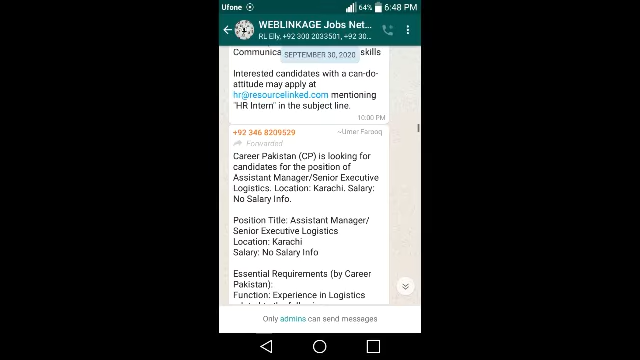 Ufone 64% 6:48 PM
WEBLINKAGE Jobs Net...
RL Elly, +92 300 2033501, +92 30...
Communica skills
SEPTEMBER 30, 2020
Interested candidates with a can-do-
attitude may apply at
hr@resourcelinked.com mentioning
"HR Intern" in the subject line.
10:00 PM
+92 346 8209529 ~Umer Farooq
Forwarded
Career Pakistan (CP) is looking for
candidates for the position of
Assistant Manager/Senior Executive
Logistics. Location: Karachi. Salary:
No Salary Info.
Position Title: Assistant Manager/
Senior Executive Logistics
Location: Karachi
Salary: No Salary Info
Essential Requirements (by Career
Pakistan):
Function: Experience in Logistics
Only admins can send messages